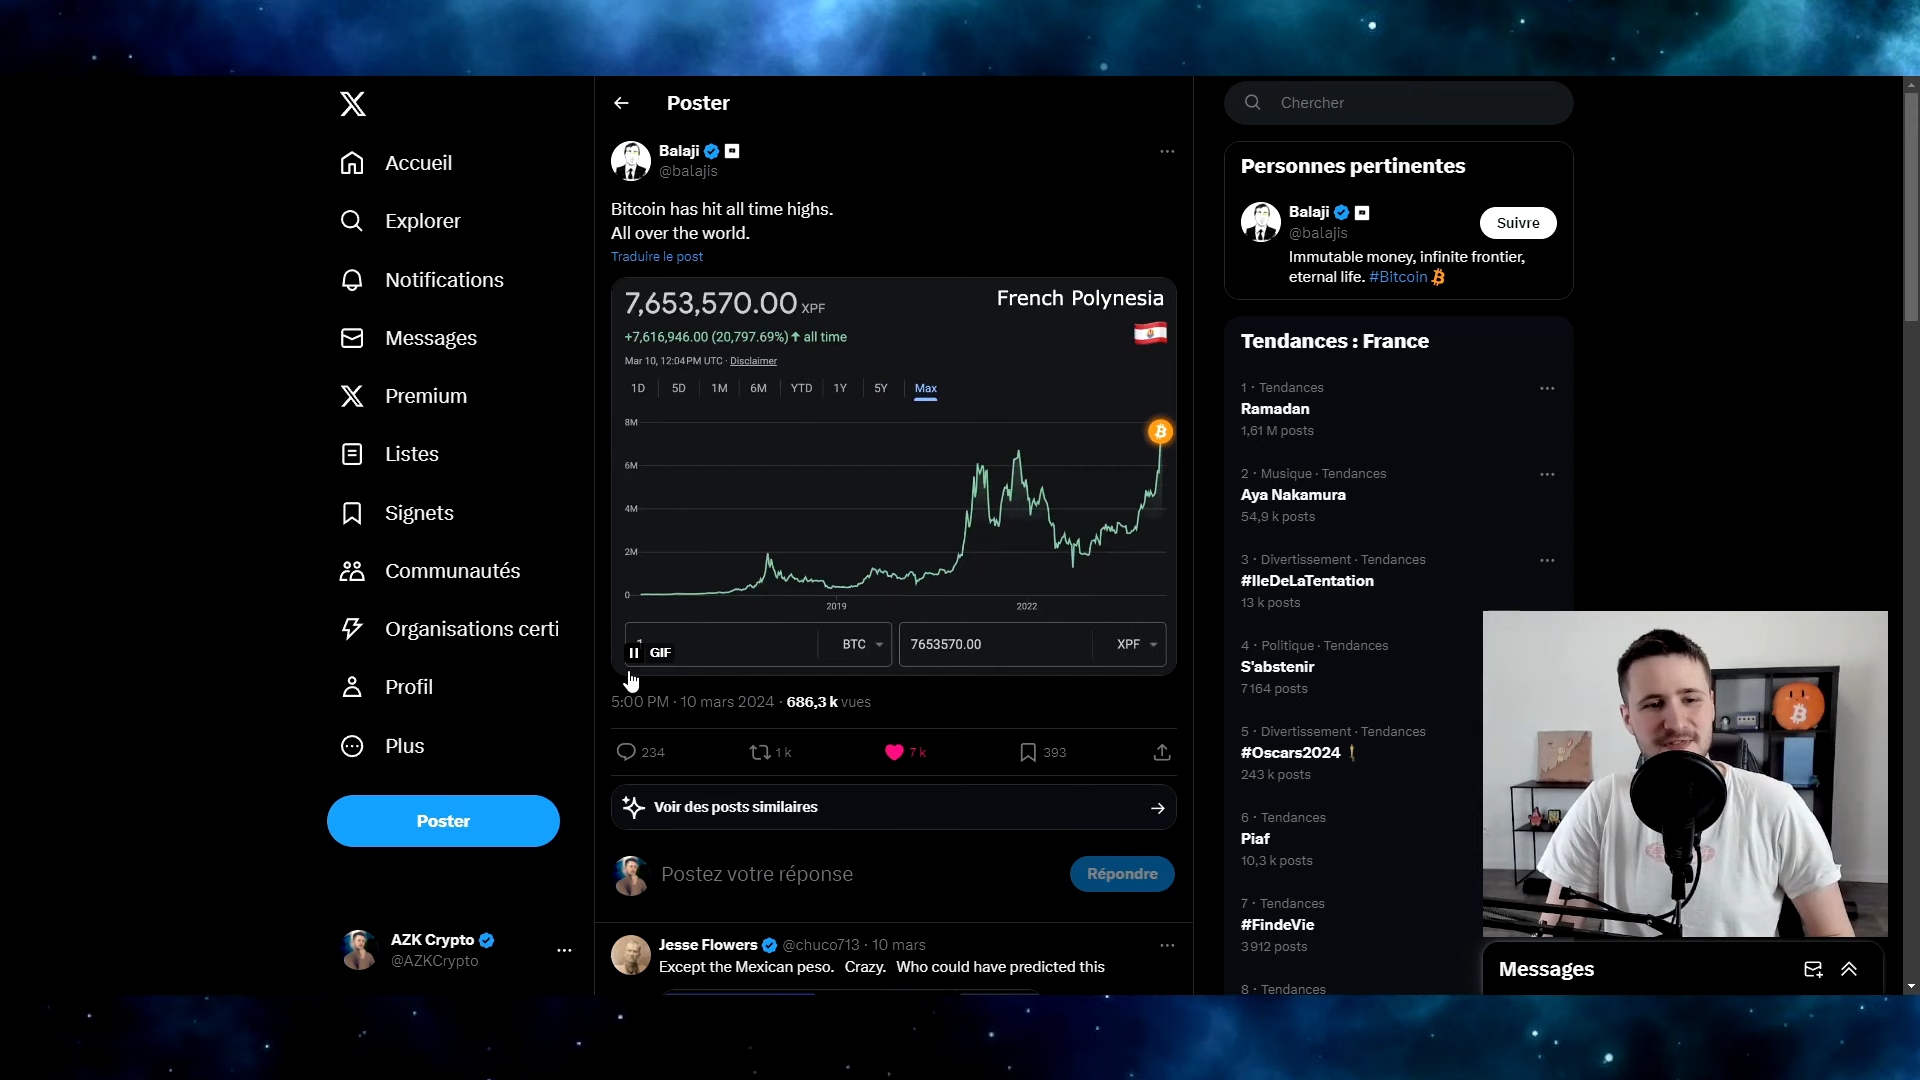 Accueil
Explorer
Notifications
Messages
Premium
Listes
Signets
Communautés
Organisations certi
Profil
Plus
Poster
AZK Crypto
@AZKCrypto
Poster
Balaji
@balajis
Bitcoin has hit all time highs.
All over the world.
Traduire le post
7,653,570.00 XPF
French Polynesia
+7,616,946.00 (20,797.69%) ↑ all time
Mar 10, 12:04 PM UTC · Disclaimer
1D 5D 1M 6M YTD 1Y 5Y Max
8M
6M
4M
2M
0
2019 2022
BTC 7653570.00 XPF
GIF
5:00 PM · 10 mars 2024 · 686,3 k vues
234 1 k 7 k 393
Voir des posts similaires
Postez votre réponse
Répondre
Jesse Flowers @chuco713 · 10 mars
Except the Mexican peso. Crazy. Who could have predicted this
Chercher
Personnes pertinentes
Balaji
@balajis
Suivre
Immutable money, infinite frontier,
eternal life. #Bitcoin
Tendances : France
1 · Tendances
Ramadan
1,61 M posts
2 · Musique · Tendances
Aya Nakamura
54,9 k posts
3 · Divertissement · Tendances
#IleDeLaTentation
13 k posts
4 · Politique · Tendances
S'abstenir
7 164 posts
5 · Divertissement · Tendances
#Oscars2024
243 k posts
6 · Tendances
Piaf
10,3 k posts
7 · Tendances
#FindeVie
3 912 posts
8 · Tendances
Messages